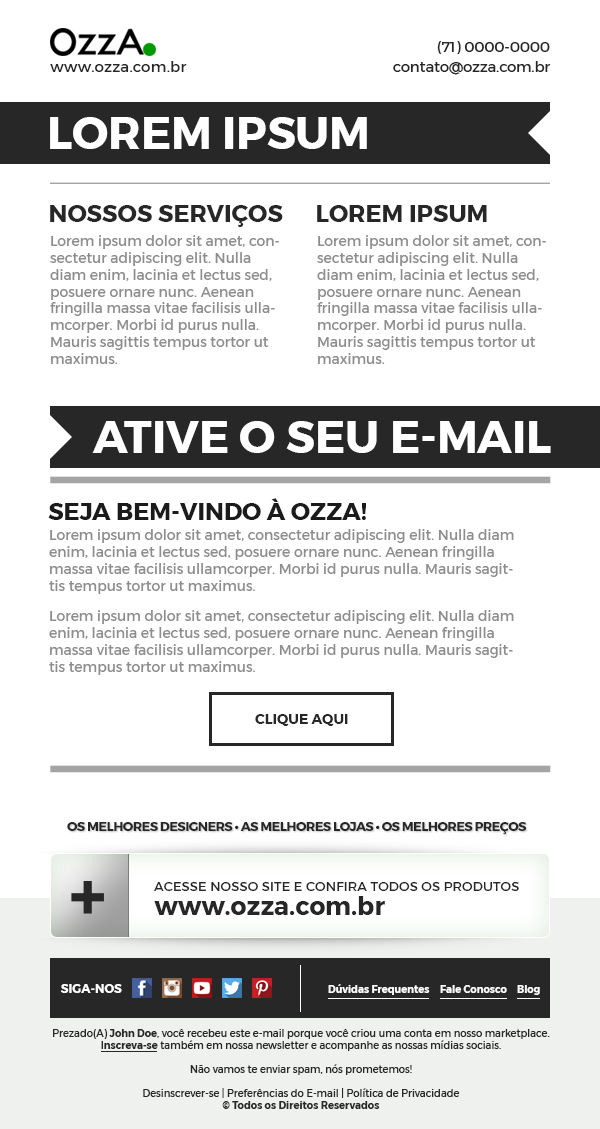 OzzA.
www.ozza.com.br
(71) 0000-0000
contato@ozza.com.br
LOREM IPSUM
NOSSOS SERVIÇOS
Lorem ipsum dolor sit amet, con-
sectetur adipiscing elit. Nulla
diam enim, lacinia et lectus sed,
posuere ornare nunc. Aenean
fringilla massa vitae facilisis ulla-
mcorper. Morbi id purus nulla.
Mauris sagittis tempus tortor ut
maximus.
LOREM IPSUM
Lorem ipsum dolor sit amet, con-
sectetur adipiscing elit. Nulla
diam enim, lacinia et lectus sed,
posuere ornare nunc. Aenean
fringilla massa vitae facilisis ulla-
mcorper. Morbi id purus nulla.
Mauris sagittis tempus tortor ut
maximus.
ATIVE O SEU E-MAIL
SEJA BEM-VINDO À OZZA!
Lorem ipsum dolor sit amet, consectetur adipiscing elit. Nulla diam
enim, lacinia et lectus sed, posuere ornare nunc. Aenean fringilla
massa vitae facilisis ullamcorper. Morbi id purus nulla. Mauris sagit-
tis tempus tortor ut maximus.
Lorem ipsum dolor sit amet, consectetur adipiscing elit. Nulla diam
enim, lacinia et lectus sed, posuere ornare nunc. Aenean fringilla
massa vitae facilisis ullamcorper. Morbi id purus nulla. Mauris sagit-
tis tempus tortor ut maximus.
CLIQUE AQUI
OS MELHORES DESIGNERS • AS MELHORES LOJAS • OS MELHORES PREÇOS
ACESSE NOSSO SITE E CONFIRA TODOS OS PRODUTOS
www.ozza.com.br
SIGA-NOS
Dúvidas Frequentes Fale Conosco Blog
Prezado(A) John Doe, você recebeu este e-mail porque você criou uma conta em nosso marketplace.
Inscreva-se também em nossa newsletter e acompanhe as nossas mídias sociais.
Não vamos te enviar spam, nós prometemos!
Desinscrever-se | Preferências do E-mail | Política de Privacidade
© Todos os Direitos Reservados